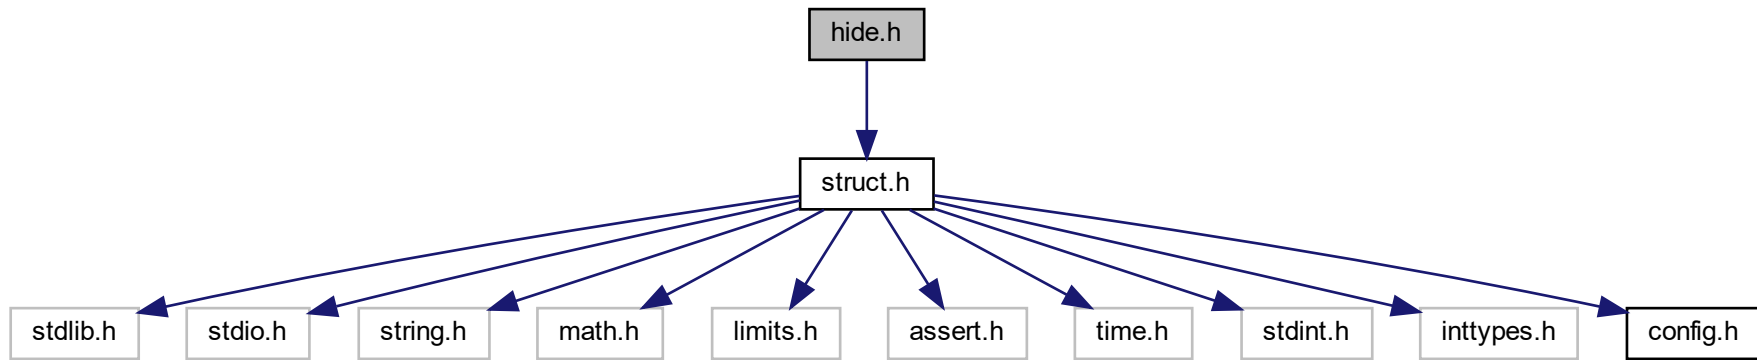 hide.h
struct.h
stdlib.h
stdio.h
string.h
math.h
limits.h
assert.h
time.h
stdint.h
inttypes.h
config.h